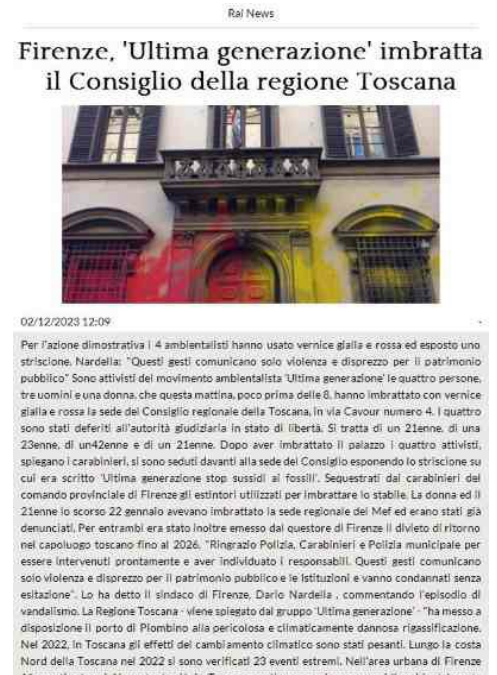 Rai News
Firenze, 'Ultima generazione' imbratta
il Consiglio della regione Toscana
02/12/2023 12:09
Per l'azione dimostrativa i 4 ambientalisti hanno usato vernice gialla e rossa ed esposto uno
striscione. Nardella: "Questi gesti comunicano solo violenza e disprezzo per il patrimonio
pubblico" Sono attivisti del movimento ambientalista 'Ultima generazione' le quattro persone,
tre uomini e una donna, che questa mattina, poco prima delle 8, hanno imbrattato con vernice
gialla e rossa la sede del Consiglio regionale della Toscana, in via Cavour numero 4. I quattro
sono stati deferiti all'autorità giudiziaria in stato di libertà. Si tratta di un 21enne, di una
23enne, di un42enne e di un 21enne. Dopo aver imbrattato il palazzo i quattro attivisti,
spiegano i carabinieri, si sono seduti davanti alla sede del Consiglio esponendo lo striscione su
cui era scritto 'Ultima generazione stop sussidi ai fossili'. Sequestrati dai carabinieri del
comando provinciale di Firenze gli estintori utilizzati per imbrattare lo stabile. La donna ed il
21enne lo scorso 22 gennaio avevano imbrattato la sede regionale del Mef ed erano stati già
denunciati. Per entrambi era stato inoltre emesso dal questore di Firenze il divieto di ritorno
nel capoluogo toscano fino al 2026. "Ringrazio Polizia, Carabinieri e Polizia municipale per
essere intervenuti prontamente e aver individuato i responsabili. Questi gesti comunicano
solo violenza e disprezzo per il patrimonio pubblico e le Istituzioni e vanno condannati senza
esitazione". Lo ha detto il sindaco di Firenze, Dario Nardella , commentando l'episodio di
vandalismo. La Regione Toscana - viene spiegato dal gruppo 'Ultima generazione' - "ha messo a
disposizione il porto di Piombino alla pericolosa e climaticamente dannosa rigassificazione.
Nel 2022, in Toscana gli effetti del cambiamento climatico sono stati pesanti. Lungo la costa
Nord della Toscana nel 2022 si sono verificati 23 eventi estremi. Nell'area urbana di Firenze